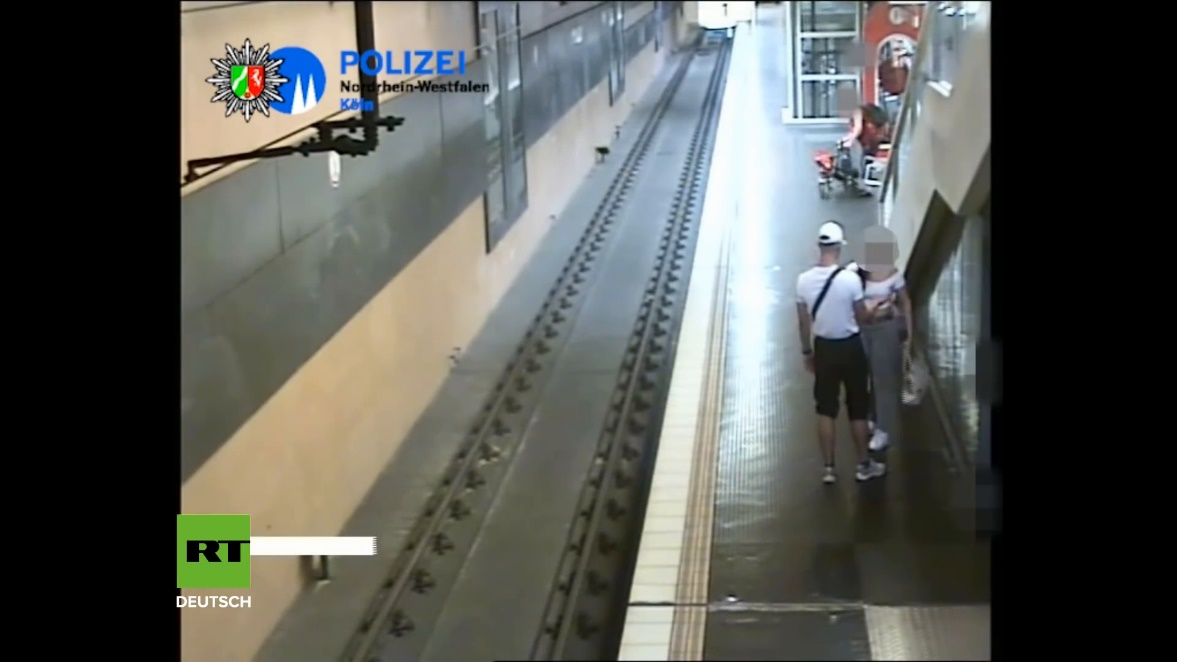 POLIZEI
Nordrhein-Westfalen
Köln
RT
DEUTSCH